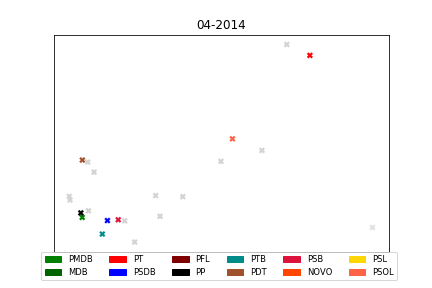 04-2014
PMDB PT PFL PTB PSB PSL
MDB PSDB PP PDT NOVO PSOL